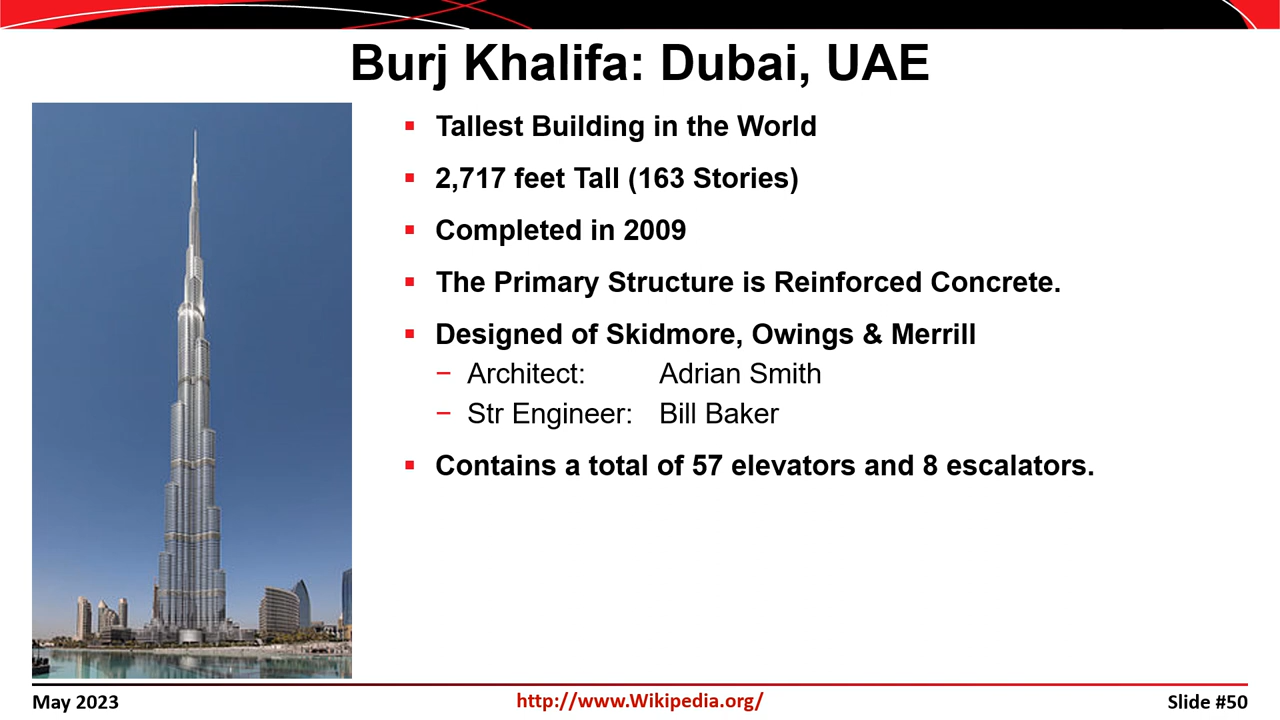 Burj Khalifa: Dubai, UAE
▪ Tallest Building in the World
▪ 2,717 feet Tall (163 Stories)
▪ Completed in 2009
▪ The Primary Structure is Reinforced Concrete.
▪ Designed of Skidmore, Owings & Merrill
− Architect: Adrian Smith
− Str Engineer: Bill Baker
▪ Contains a total of 57 elevators and 8 escalators.
May 2023 http://www.Wikipedia.org/ Slide #50